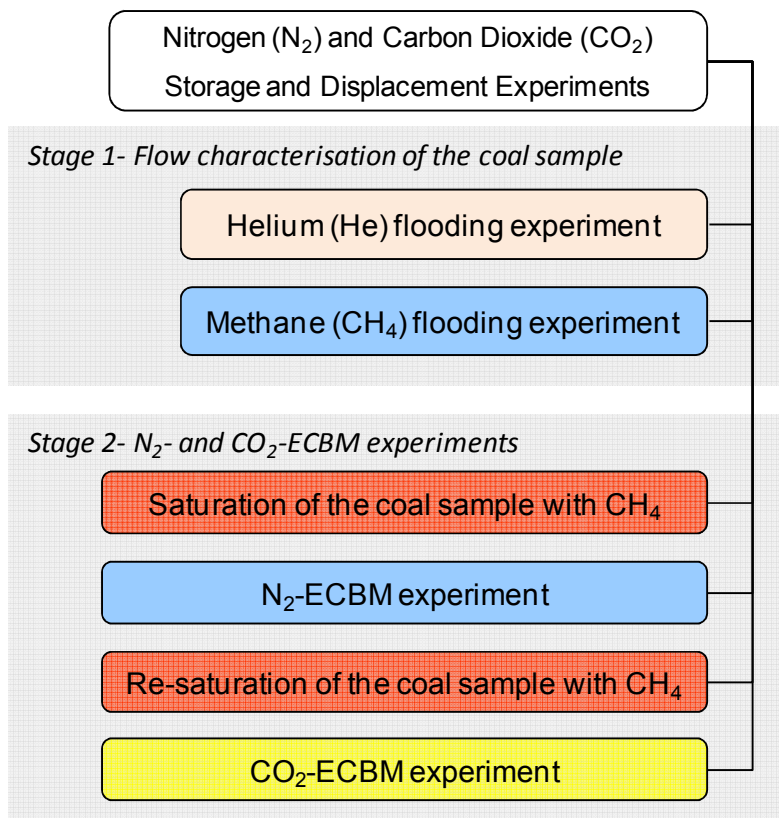 Nitrogen (N₂) and Carbon Dioxide (CO₂)
Storage and Displacement Experiments
Stage 1- Flow characterisation of the coal sample
Helium (He) flooding experiment
Methane (CH₄) flooding experiment
Stage 2- N₂- and CO₂-ECBM experiments
Saturation of the coal sample with CH₄
N₂-ECBM experiment
Re-saturation of the coal sample with CH₄
CO₂-ECBM experiment